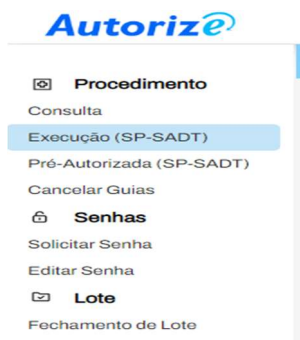 Autorize
Procedimento
Consulta
Execução (SP-SADT)
Pré-Autorizada (SP-SADT)
Cancelar Guias
Senhas
Solicitar Senha
Editar Senha
Lote
Fechamento de Lote